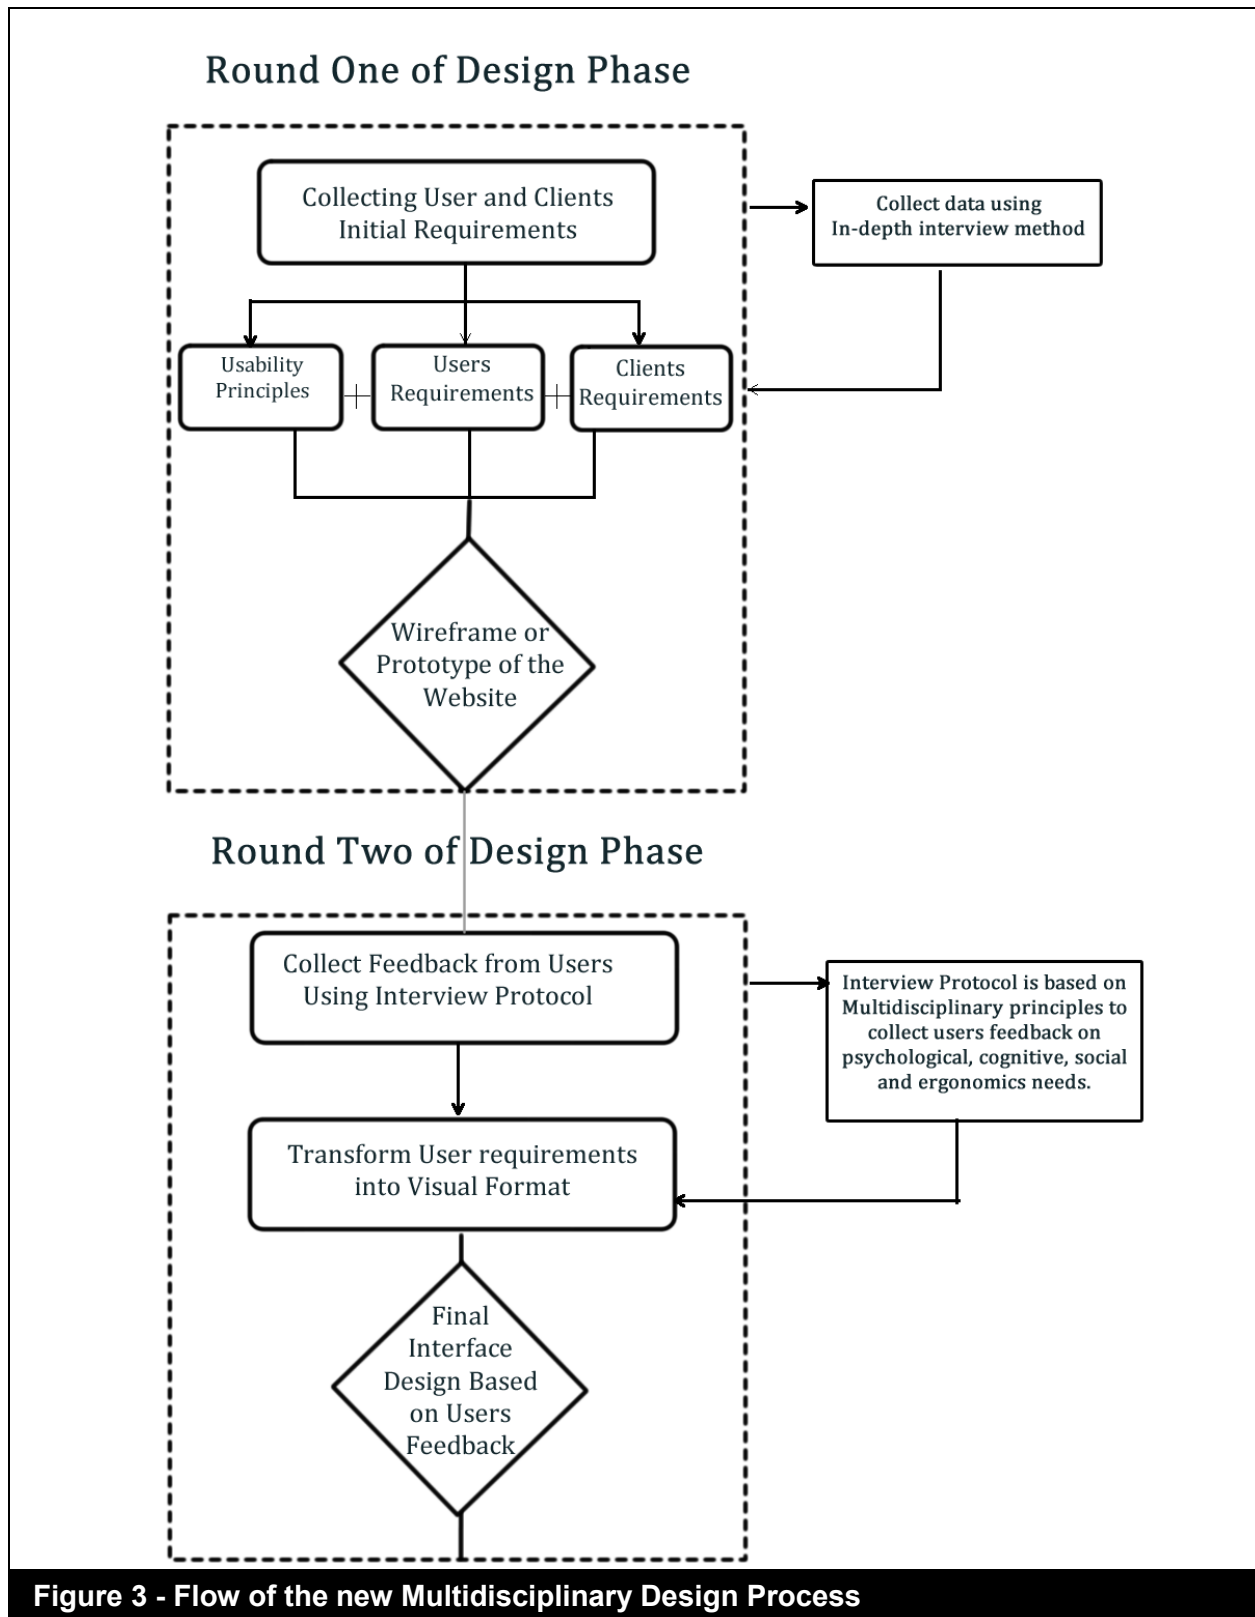 Round One of Design Phase
Collecting User and Clients
Initial Requirements
Collect data using
In-depth interview method
Usability
Principles
Users
Requirements
Clients
Requirements
Wireframe or
Prototype of the
Website
Round Two of Design Phase
Collect Feedback from Users
Using Interview Protocol
Interview Protocol is based on
Multidisciplinary principles to
collect users feedback on
psychological, cognitive, social
and ergonomics needs.
Transform User requirements
into Visual Format
Final
Interface
Design Based
on Users
Feedback
Figure 3 - Flow of the new Multidisciplinary Design Process